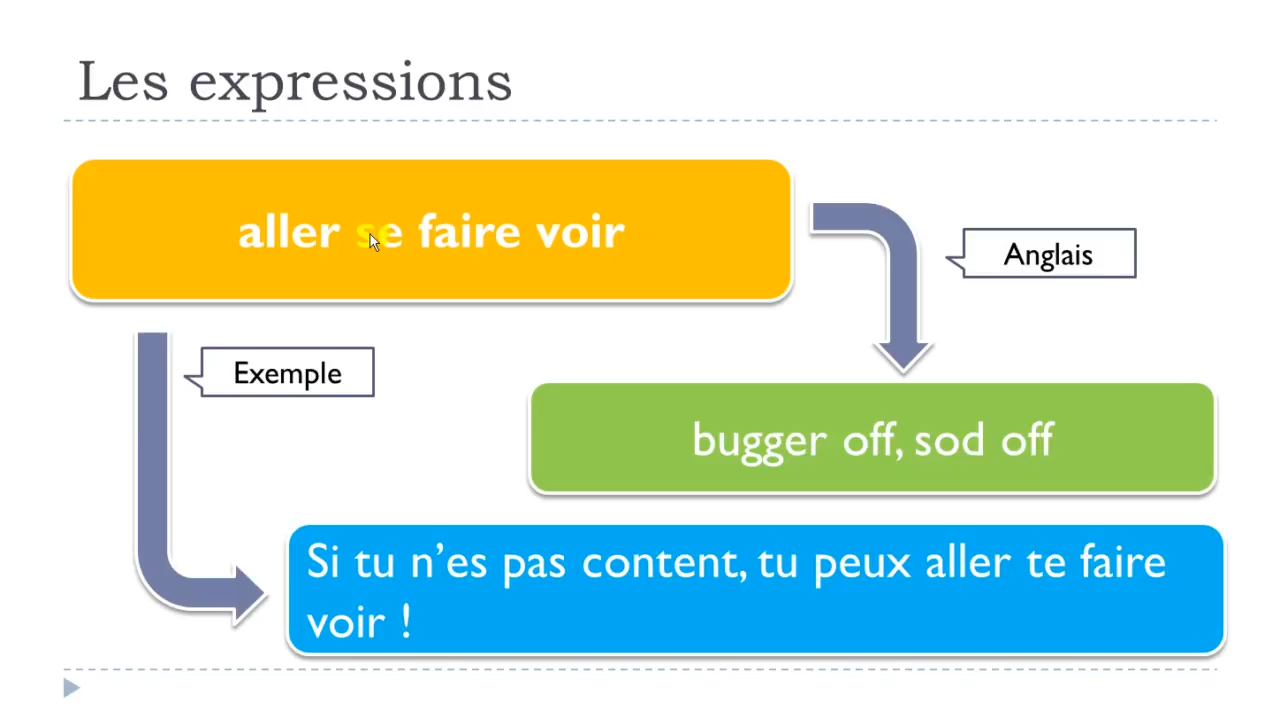 Les expressions
aller se faire voir
Anglais
Exemple
bugger off, sod off
Si tu n’es pas content, tu peux aller te faire
voir !